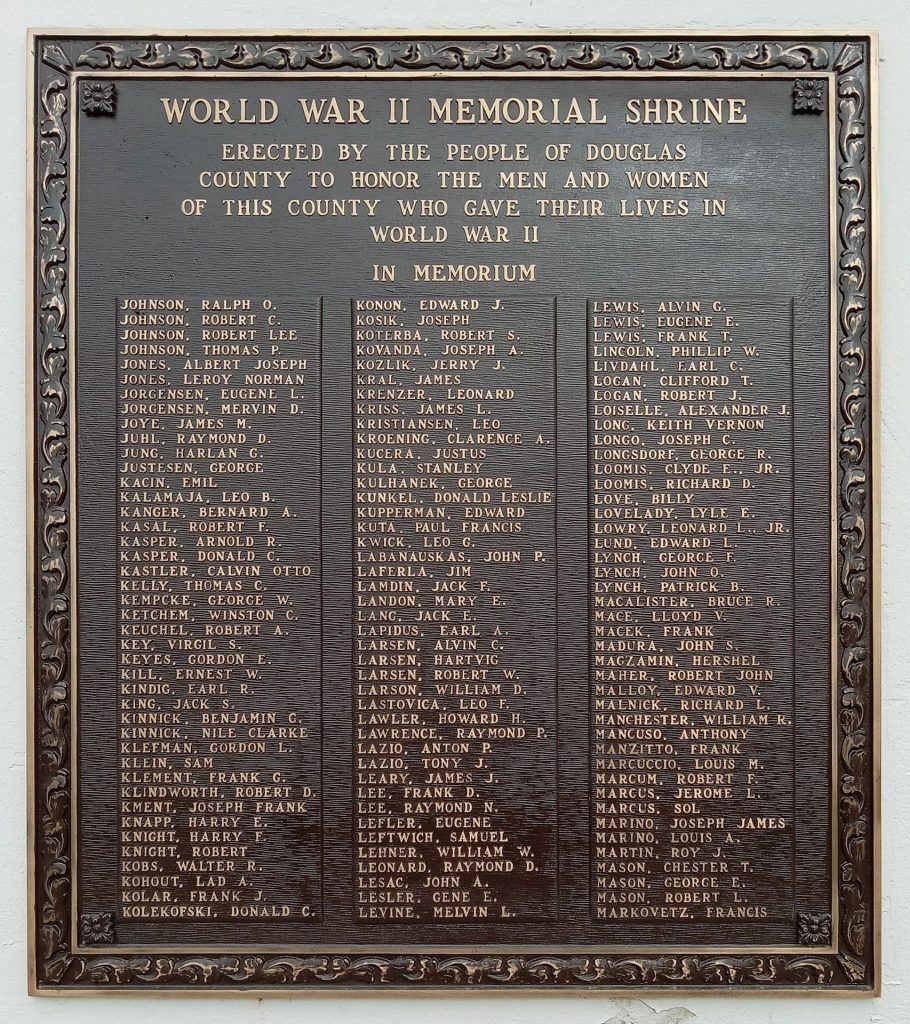 WORLD WAR II MEMORIAL SHRINE
ERECTED BY THE PEOPLE OF DOUGLAS
COUNTY TO HONOR THE MEN AND WOMEN
OF THIS COUNTY WHO GAVE THEIR LIVES IN
WORLD WAR II
IN MEMORIUM
JOHNSON, RALPH O.
JOHNSON, ROBERT C.
JOHNSON, ROBERT LEE
JOHNSON, THOMAS P.
JONES, ALBERT JOSEPH
JONES, LEROY NORMAN
JORGENSEN, EUGENE L.
JORGENSEN, MERVIN D.
JOYE, JAMES M.
JUHL, RAYMOND D.
JUNG, HARLAN G.
JUSTESEN, GEORGE
KACIN, EMIL
KALAMAJA, LEO B.
KANGER, BERNARD A.
KASAL, ROBERT F.
KASPER, ARNOLD R.
KASPER, DONALD C.
KASTLER, CALVIN OTTO
KELLY, THOMAS C.
KEMPCKE, GEORGE W.
KETCHEM, WINSTON C.
KEUCHEL, ROBERT A.
KEY, VIRGIL S.
KEYES, GORDON E.
KILL, ERNEST W.
KINDIG, EARL R.
KING, JACK S.
KINNICK, BENJAMIN C.
KINNICK, NILE CLARKE
KLEFMAN, GORDON L.
KLEIN, SAM
KLEMENT, FRANK G.
KLINDWORTH, ROBERT D.
KMENT, JOSEPH FRANK
KNAPP, HARRY E.
KNIGHT, HARRY F.
KNIGHT, ROBERT
KOBS, WALTER R.
KOHOUT, LAD A.
KOLAR, FRANK J.
KOLEKOFSKI, DONALD C.
KONON, EDWARD J.
KOSIK, JOSEPH
KOTERBA, ROBERT S.
KOVANDA, JOSEPH A.
KOZLIK, JERRY J.
KRAL, JAMES
KRENZER, LEONARD
KRISS, JAMES L.
KRISTIANSEN, LEO
KROENING, CLARENCE A.
KUCERA, JUSTUS
KULA, STANLEY
KULHANEK, GEORGE
KUNKEL, DONALD LESLIE
KUPPERMAN, EDWARD
KUTA, PAUL FRANCIS
KWICK, LEO G.
LABANAUSKAS, JOHN P.
LAFERLA, JIM
LAMDIN, JACK F.
LANDON, MARY E.
LANG, JACK E.
LAPIDUS, EARL A.
LARSEN, ALVIN C.
LARSEN, HARTVIG
LARSEN, ROBERT W.
LARSON, WILLIAM D.
LASTOVICA, LEO F.
LAWLER, HOWARD H.
LAWRENCE, RAYMOND P.
LAZIO, ANTON P.
LAZIO, TONY J.
LEARY, JAMES J.
LEE, FRANK D.
LEE, RAYMOND N.
LEFLER, EUGENE
LEFTWICH, SAMUEL
LEHNER, WILLIAM W.
LEONARD, RAYMOND D.
LESAC, JOHN A.
LESLER, GENE E.
LEVINE, MELVIN L.
LEWIS, ALVIN G.
LEWIS, EUGENE E.
LEWIS, FRANK T.
LINCOLN, PHILLIP W.
LIVDAHL, EARL C.
LOGAN, CLIFFORD T.
LOGAN, ROBERT J.
LOISELLE, ALEXANDER J.
LONG, KEITH VERNON
LONGO, JOSEPH C.
LONGSDORF, GEORGE R.
LOOMIS, CLYDE E., JR.
LOOMIS, RICHARD D.
LOVE, BILLY
LOVELADY, LYLE E.
LOWRY, LEONARD L., JR.
LUND, EDWARD L.
LYNCH, GEORGE F.
LYNCH, JOHN O.
LYNCH, PATRICK B.
MACALISTER, BRUCE R.
MACE, LLOYD V.
MACEK, FRANK
MADURA, JOHN S.
MAGZAMIN, HERSHEL
MAHER, ROBERT JOHN
MALLOY, EDWARD V.
MALNICK, RICHARD L.
MANCHESTER, WILLIAM R.
MANCUSO, ANTHONY
MANZITTO, FRANK
MARCUCCIO, LOUIS M.
MARCUM, ROBERT F.
MARCUS, JEROME L.
MARCUS, SOL
MARINO, JOSEPH JAMES
MARINO, LOUIS A.
MARTIN, ROY J.
MASON, CHESTER T.
MASON, GEORGE E.
MASON, ROBERT L.
MARKOVETZ, FRANCIS